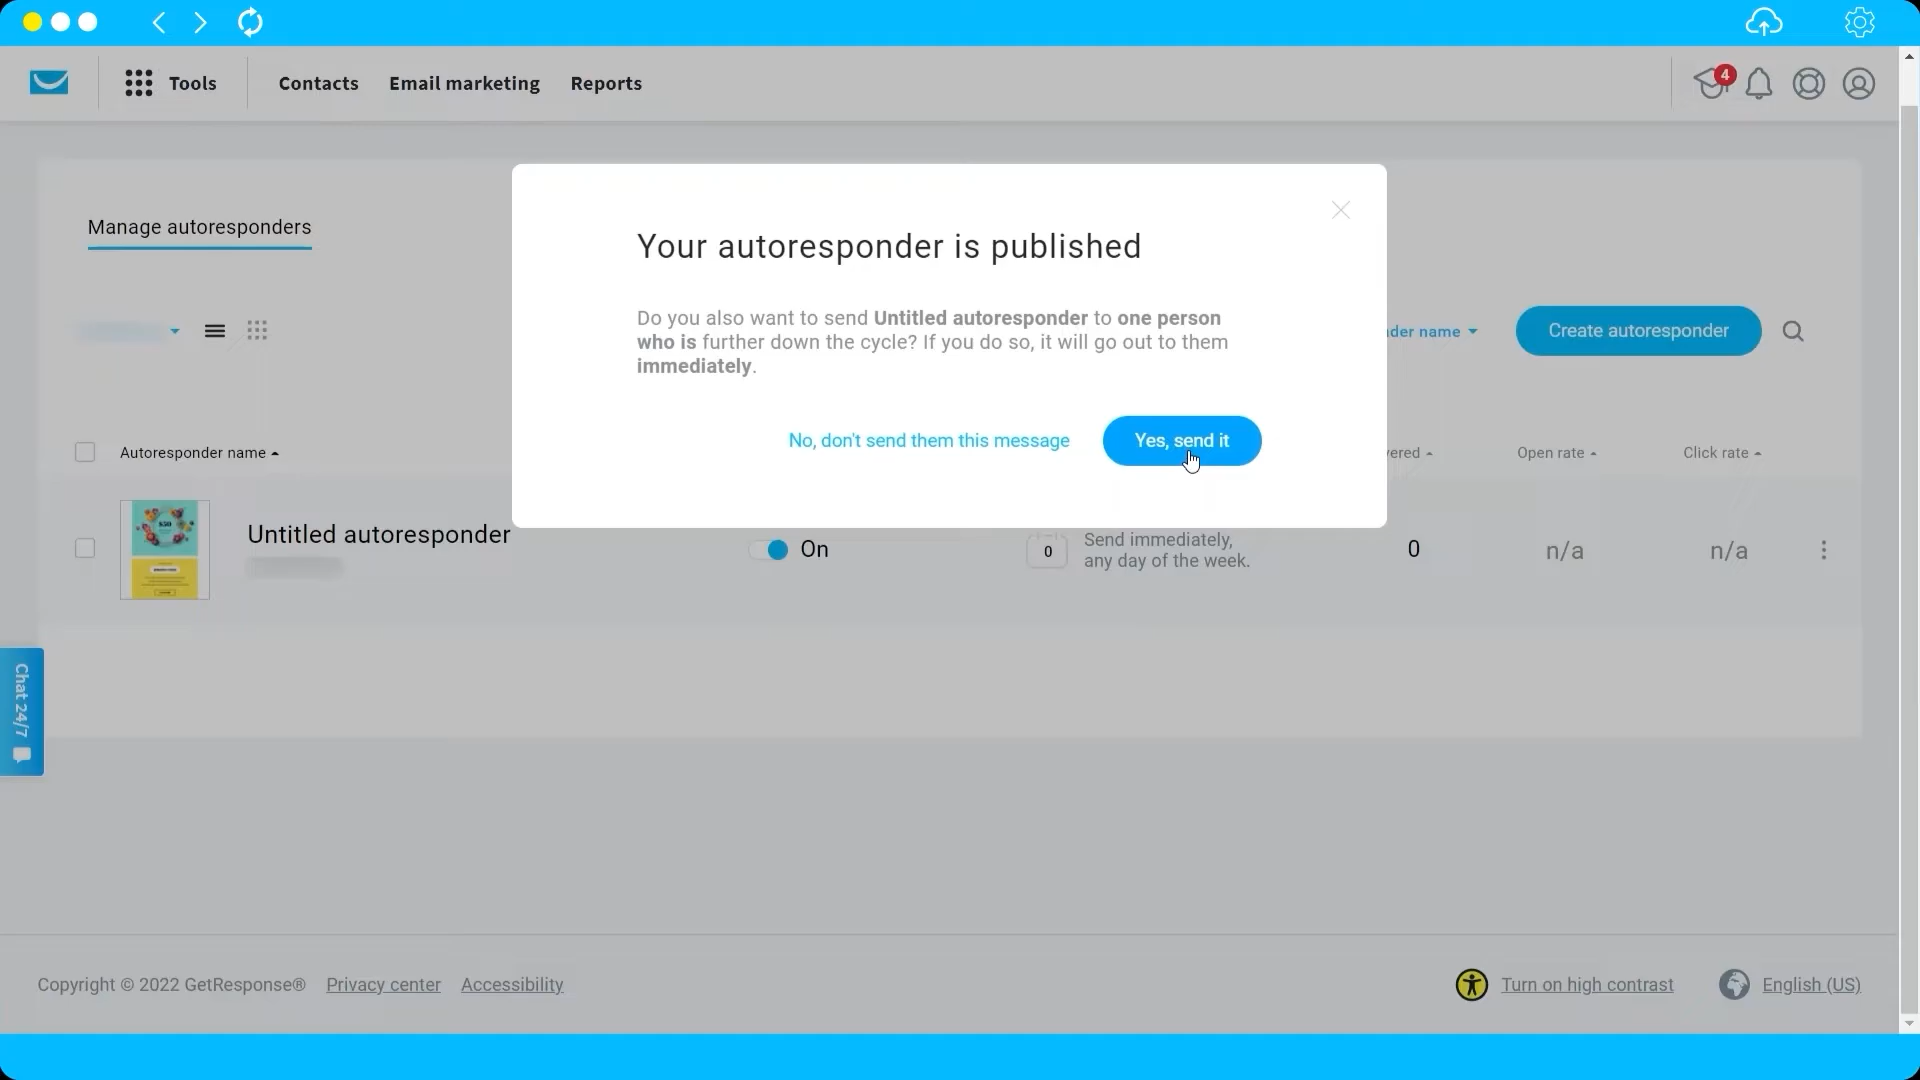 Tools
Contacts
Email marketing
Reports
4
Manage autoresponders
Your autoresponder is published
Do you also want to send Untitled autoresponder to one person
who is further down the cycle? If you do so, it will go out to them
immediately.
No, don't send them this message
Yes, send it
der name
Create autoresponder
Autoresponder name
vered
Open rate
Click rate
$50
Untitled autoresponder
On
0
Send immediately,
any day of the week.
0
n/a
n/a
Chat 24/7
Copyright © 2022 GetResponse®
Privacy center
Accessibility
Turn on high contrast
English (US)